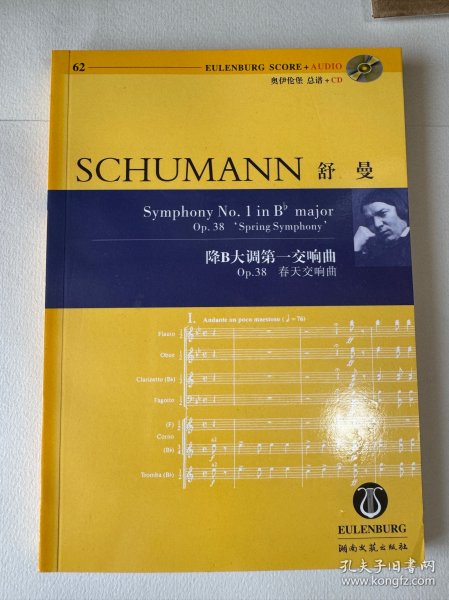 62
EULENBURG SCORE+AUDIO
奥伊伦堡 总谱+CD
SCHUMANN 舒曼
Symphony No. 1 in B♭ major
Op. 38 'Spring Symphony'
降B大调第一交响曲
Op.38 春天交响曲
I. Andante un poco maestoso (♩=76)
Flauto
Oboe
Clarinetto (B♭)
Fagotto
(F)
Corno
(B♭)
Tromba (B♭)
EULENBURG
湖南文艺出版社
孔夫子旧书网
www.kongfz.com